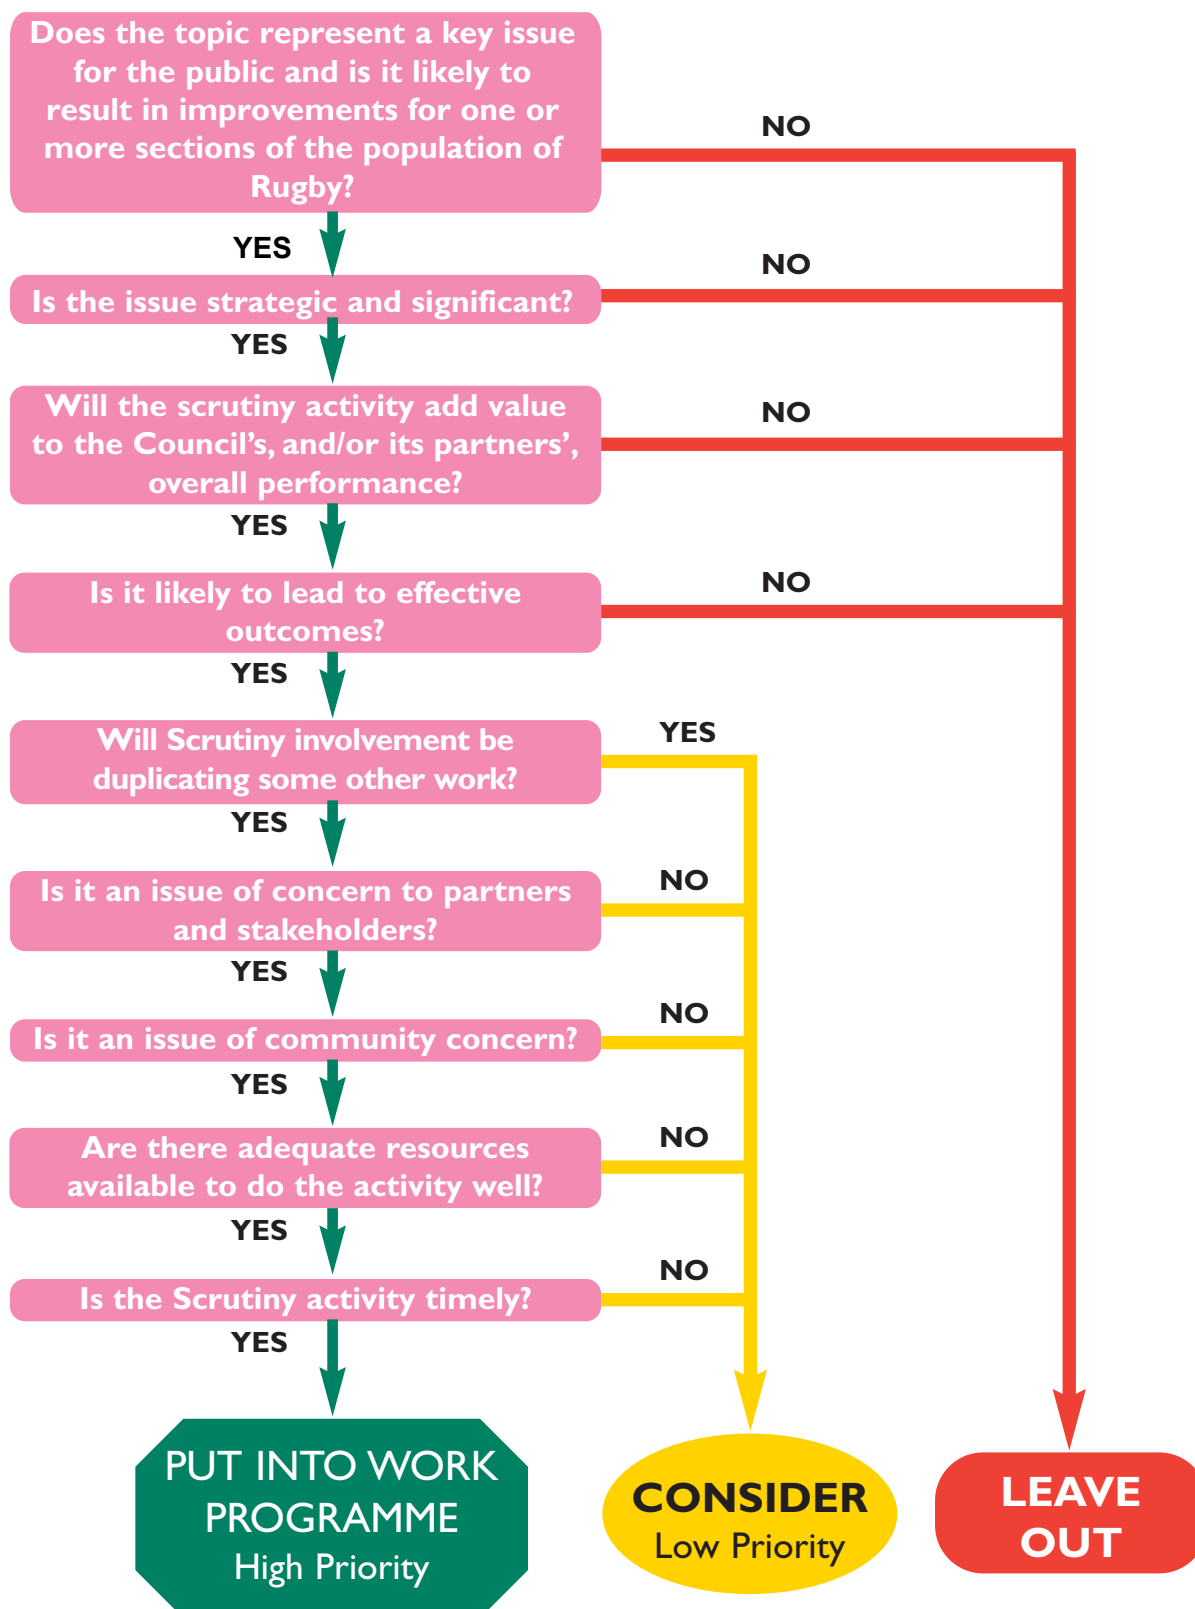 Does the topic represent a key issue
for the public and is it likely to
result in improvements for one or
more sections of the population of
Rugby?
NO
YES
NO
Is the issue strategic and significant?
YES
Will the scrutiny activity add value
to the Council's, and/or its partners',
overall performance?
NO
YES
Is it likely to lead to effective
outcomes?
NO
YES
Will Scrutiny involvement be
duplicating some other work?
YES
YES
Is it an issue of concern to partners
and stakeholders?
NO
YES
Is it an issue of community concern?
NO
YES
Are there adequate resources
available to do the activity well?
NO
YES
Is the Scrutiny activity timely?
NO
YES
PUT INTO WORK
PROGRAMME
High Priority
CONSIDER
Low Priority
LEAVE
OUT